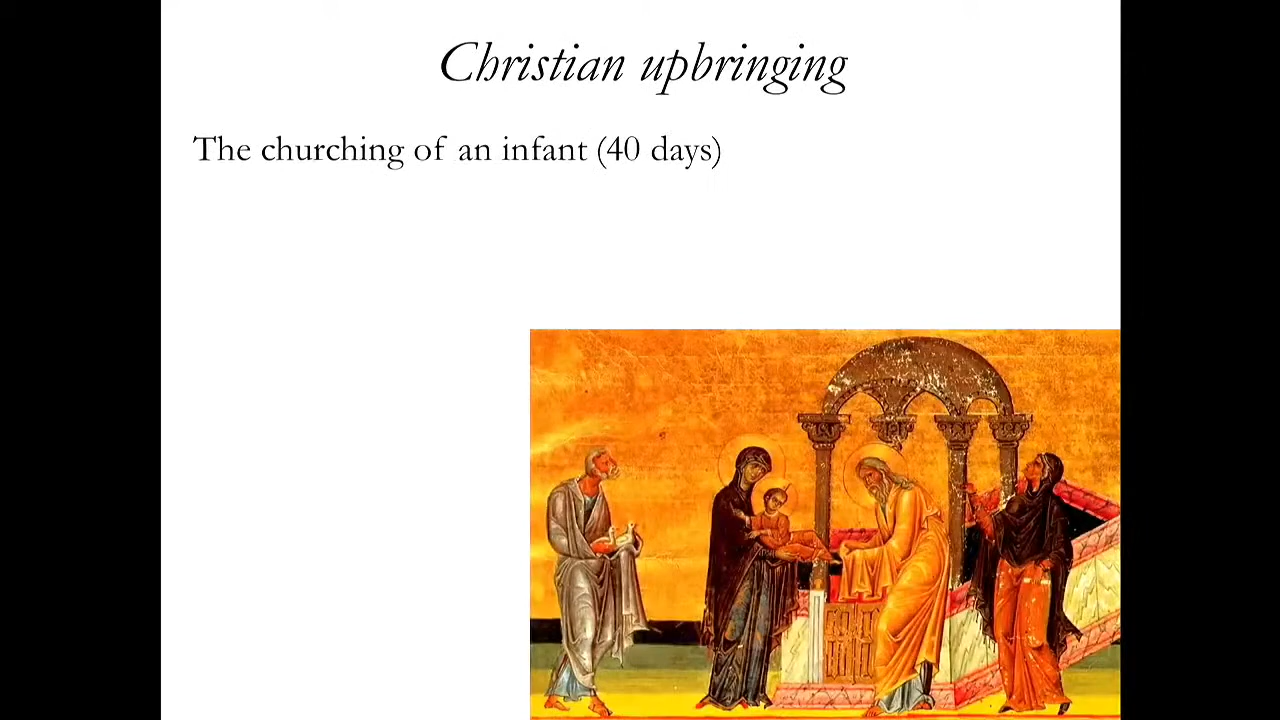 Christian upbringing
The churching of an infant (40 days)